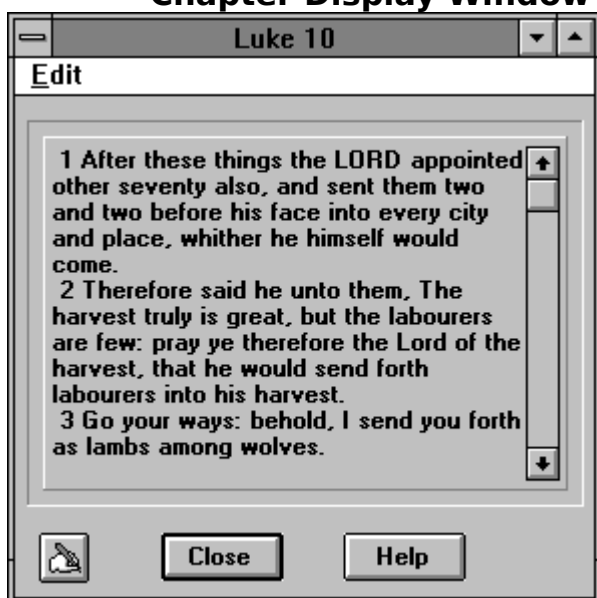 Chapter Display Window
Luke 10
Edit
1 After these things the LORD appointed
other seventy also, and sent them two
and two before his face into every city
and place, whither he himself would
come.
2 Therefore said he unto them, The
harvest truly is great, but the labourers
are few: pray ye therefore the Lord of the
harvest, that he would send forth
labourers into his harvest.
3 Go your ways: behold, I send you forth
as lambs among wolves.
Close Help